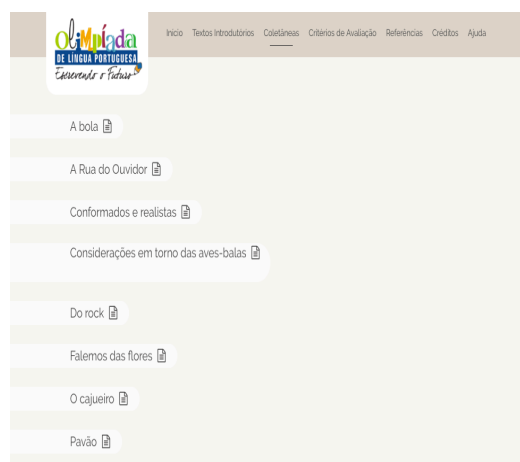 OLiMpíada
DE LÍNGUA PORTUGUESA
Escrevendo o Futuro
Início Textos Introdutórios Coletâneas Critérios de Avaliação Referências Créditos Ajuda
A bola
A Rua do Ouvidor
Conformados e realistas
Considerações em torno das aves-balas
Do rock
Falemos das flores
O cajueiro
Pavão